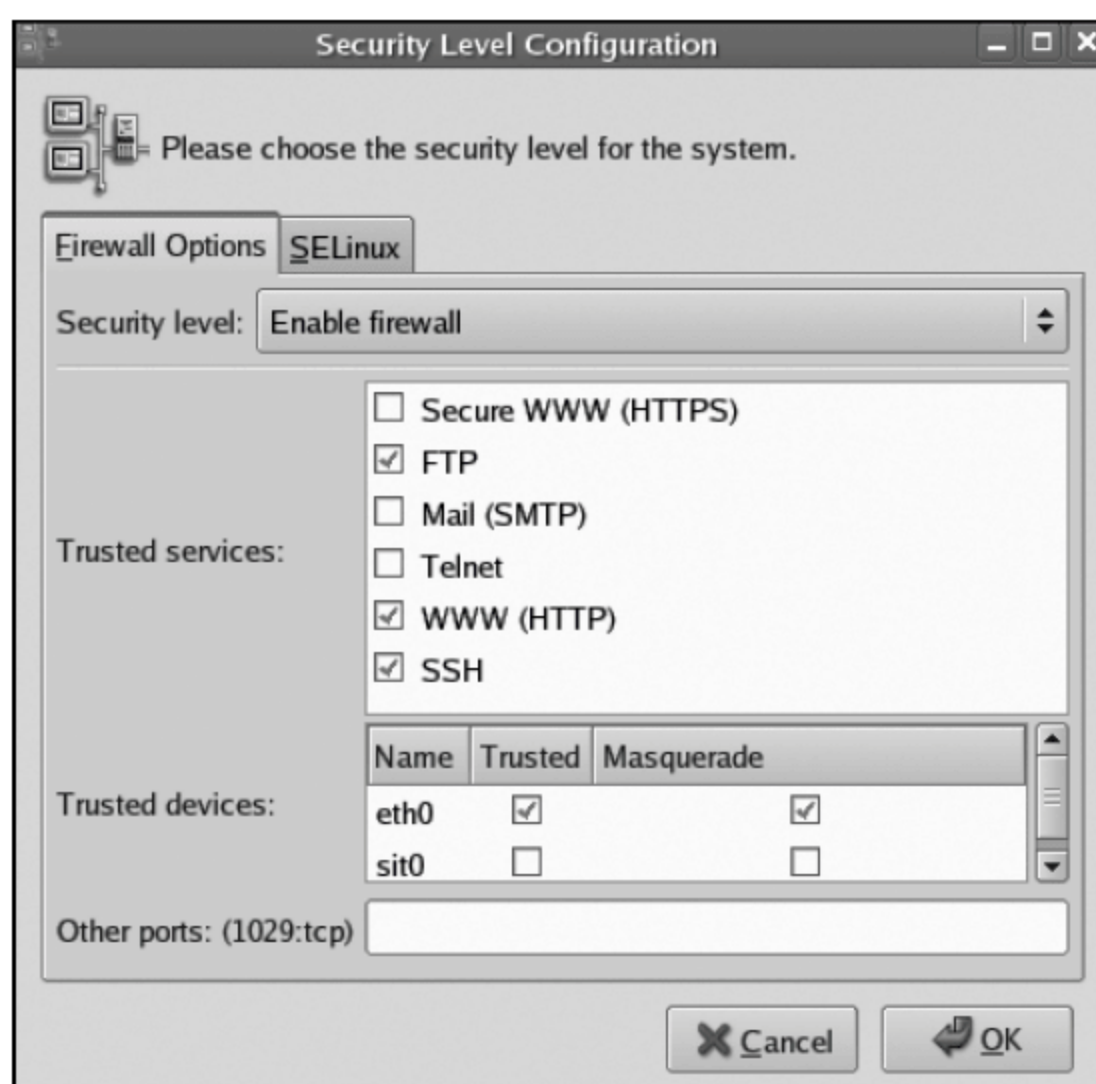 Security Level Configuration
Please choose the security level for the system.
Firewall Options SELinux
Security level: Enable firewall
Trusted services:
Secure WWW (HTTPS)
FTP
Mail (SMTP)
Telnet
WWW (HTTP)
SSH
Trusted devices:
Name Trusted Masquerade
eth0
sit0
Other ports: (1029:tcp)
Cancel OK